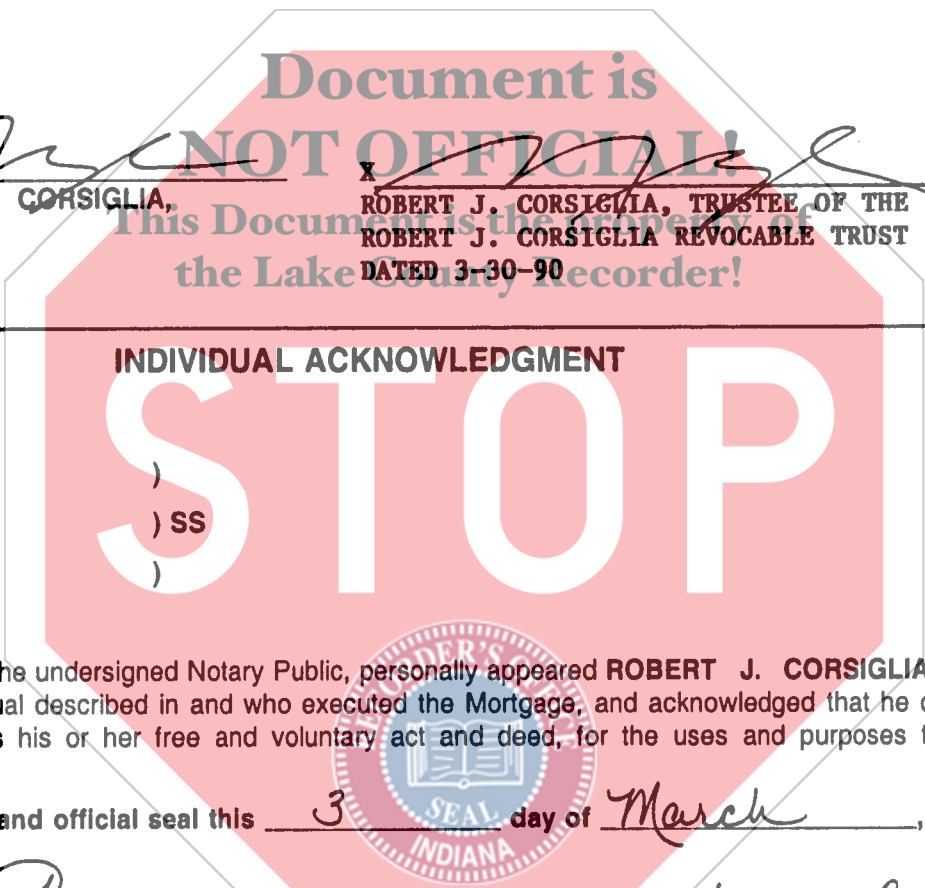 Document is
NOT OFFICIAL!
This Document is the property of
the Lake County Recorder!
X
CORSIGLIA,
ROBERT J. CORSIGLIA, TRUSTEE OF THE
ROBERT J. CORSIGLIA REVOCABLE TRUST
DATED 3-30-90
INDIVIDUAL ACKNOWLEDGMENT
STOP
)
) SS
)
he undersigned Notary Public, personally appeared ROBERT J. CORSIGLIA
al described in and who executed the Mortgage, and acknowledged that he
s his or her free and voluntary act and deed, for the uses and purposes
and official seal this 3 day of March,
RECORDER'S OFFICE
SEAL
INDIANA